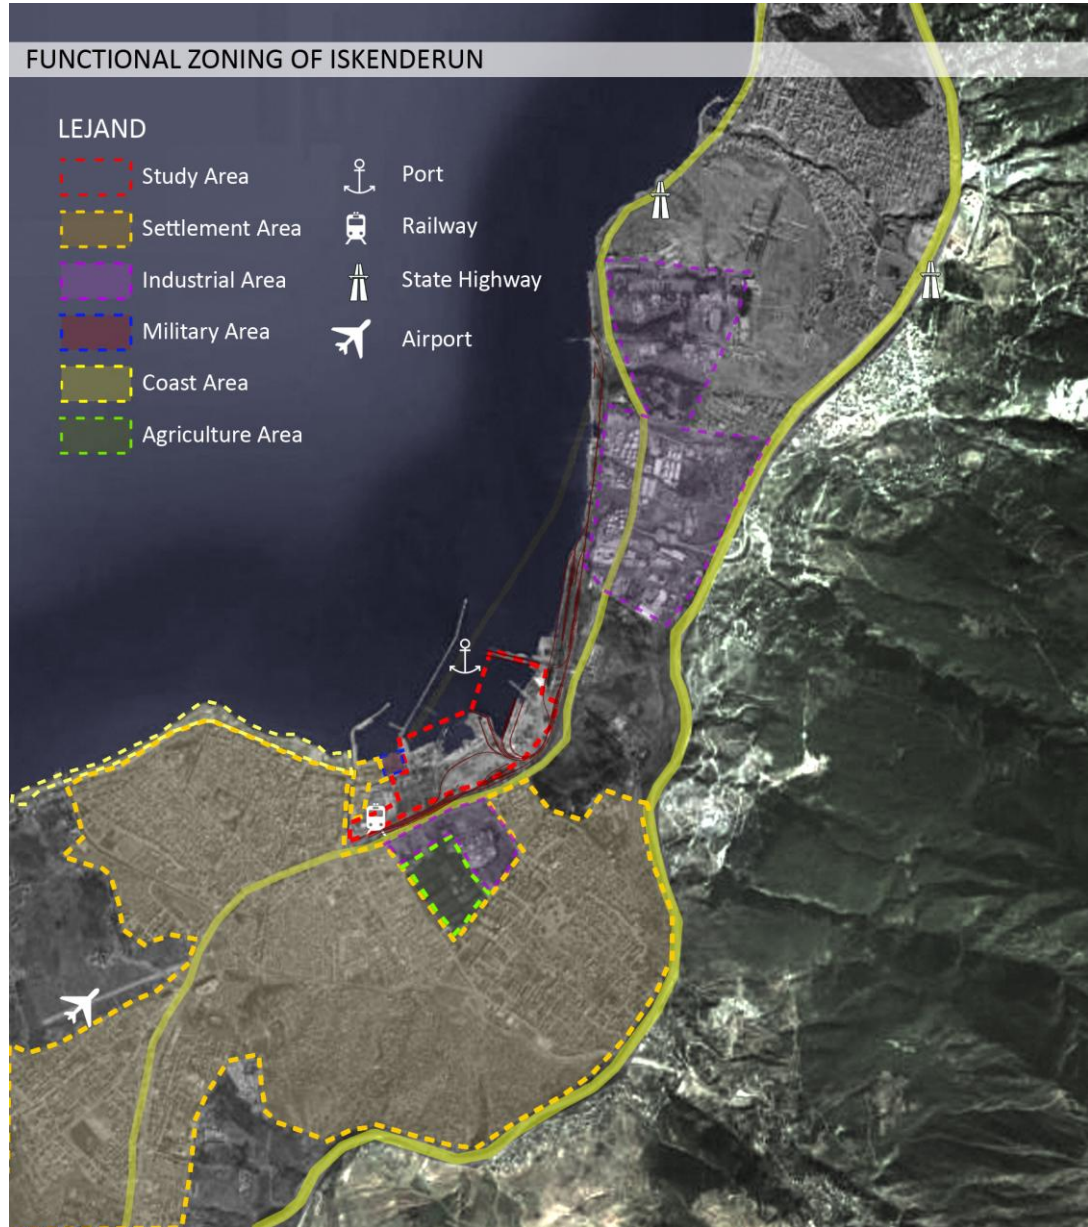 FUNCTIONAL ZONING OF ISKENDERUN
LEJAND
Study Area
Settlement Area
Industrial Area
Military Area
Coast Area
Agriculture Area
Port
Railway
State Highway
Airport